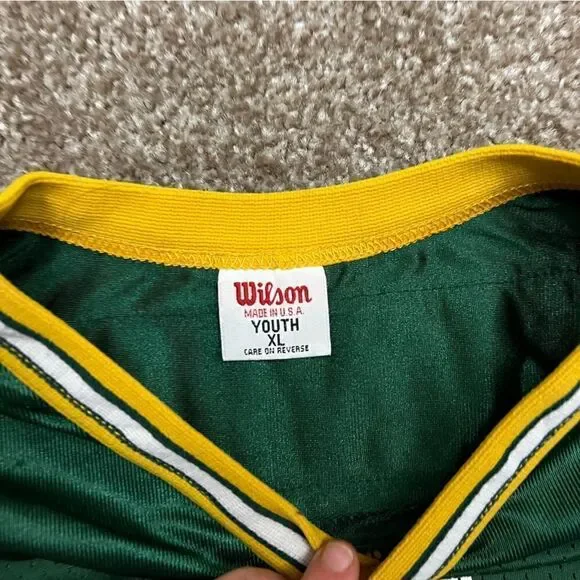 Wilson
MADE IN U.S.A.
YOUTH
XL
CARE ON REVERSE